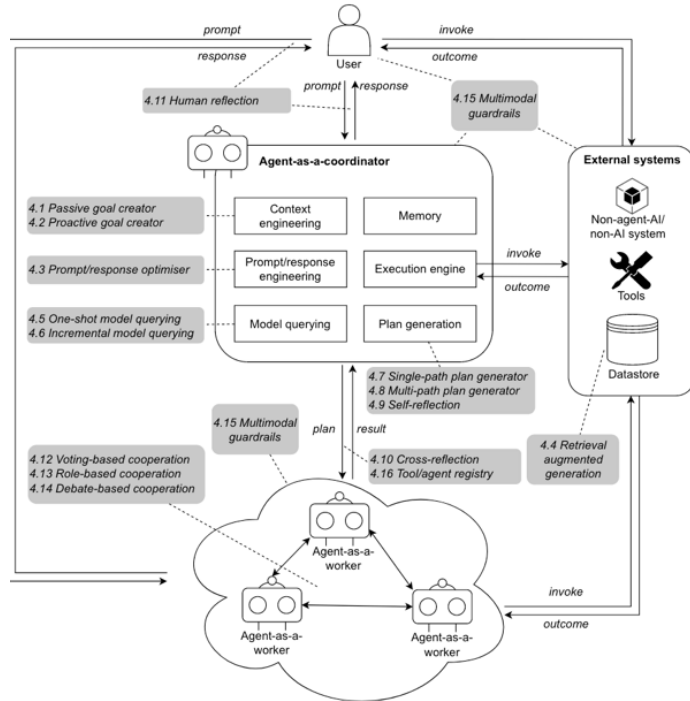 prompt
response
User
invoke
outcome
prompt
response
4.11 Human reflection
4.15 Multimodal
guardrails
Agent-as-a-coordinator
External systems
Non-agent-AI/
non-AI system
Tools
Datastore
4.1 Passive goal creator
4.2 Proactive goal creator
Context
engineering
Memory
4.3 Prompt/response optimiser
Prompt/response
engineering
Execution engine
invoke
outcome
4.5 One-shot model querying
4.6 Incremental model querying
Model querying
Plan generation
4.7 Single-path plan generator
4.8 Multi-path plan generator
4.9 Self-reflection
4.15 Multimodal
guardrails
plan
result
4.10 Cross-reflection
4.16 Tool/agent registry
4.4 Retrieval
augmented
generation
4.12 Voting-based cooperation
4.13 Role-based cooperation
4.14 Debate-based cooperation
Agent-as-a-
worker
Agent-as-a-
worker
Agent-as-a-
worker
invoke
outcome